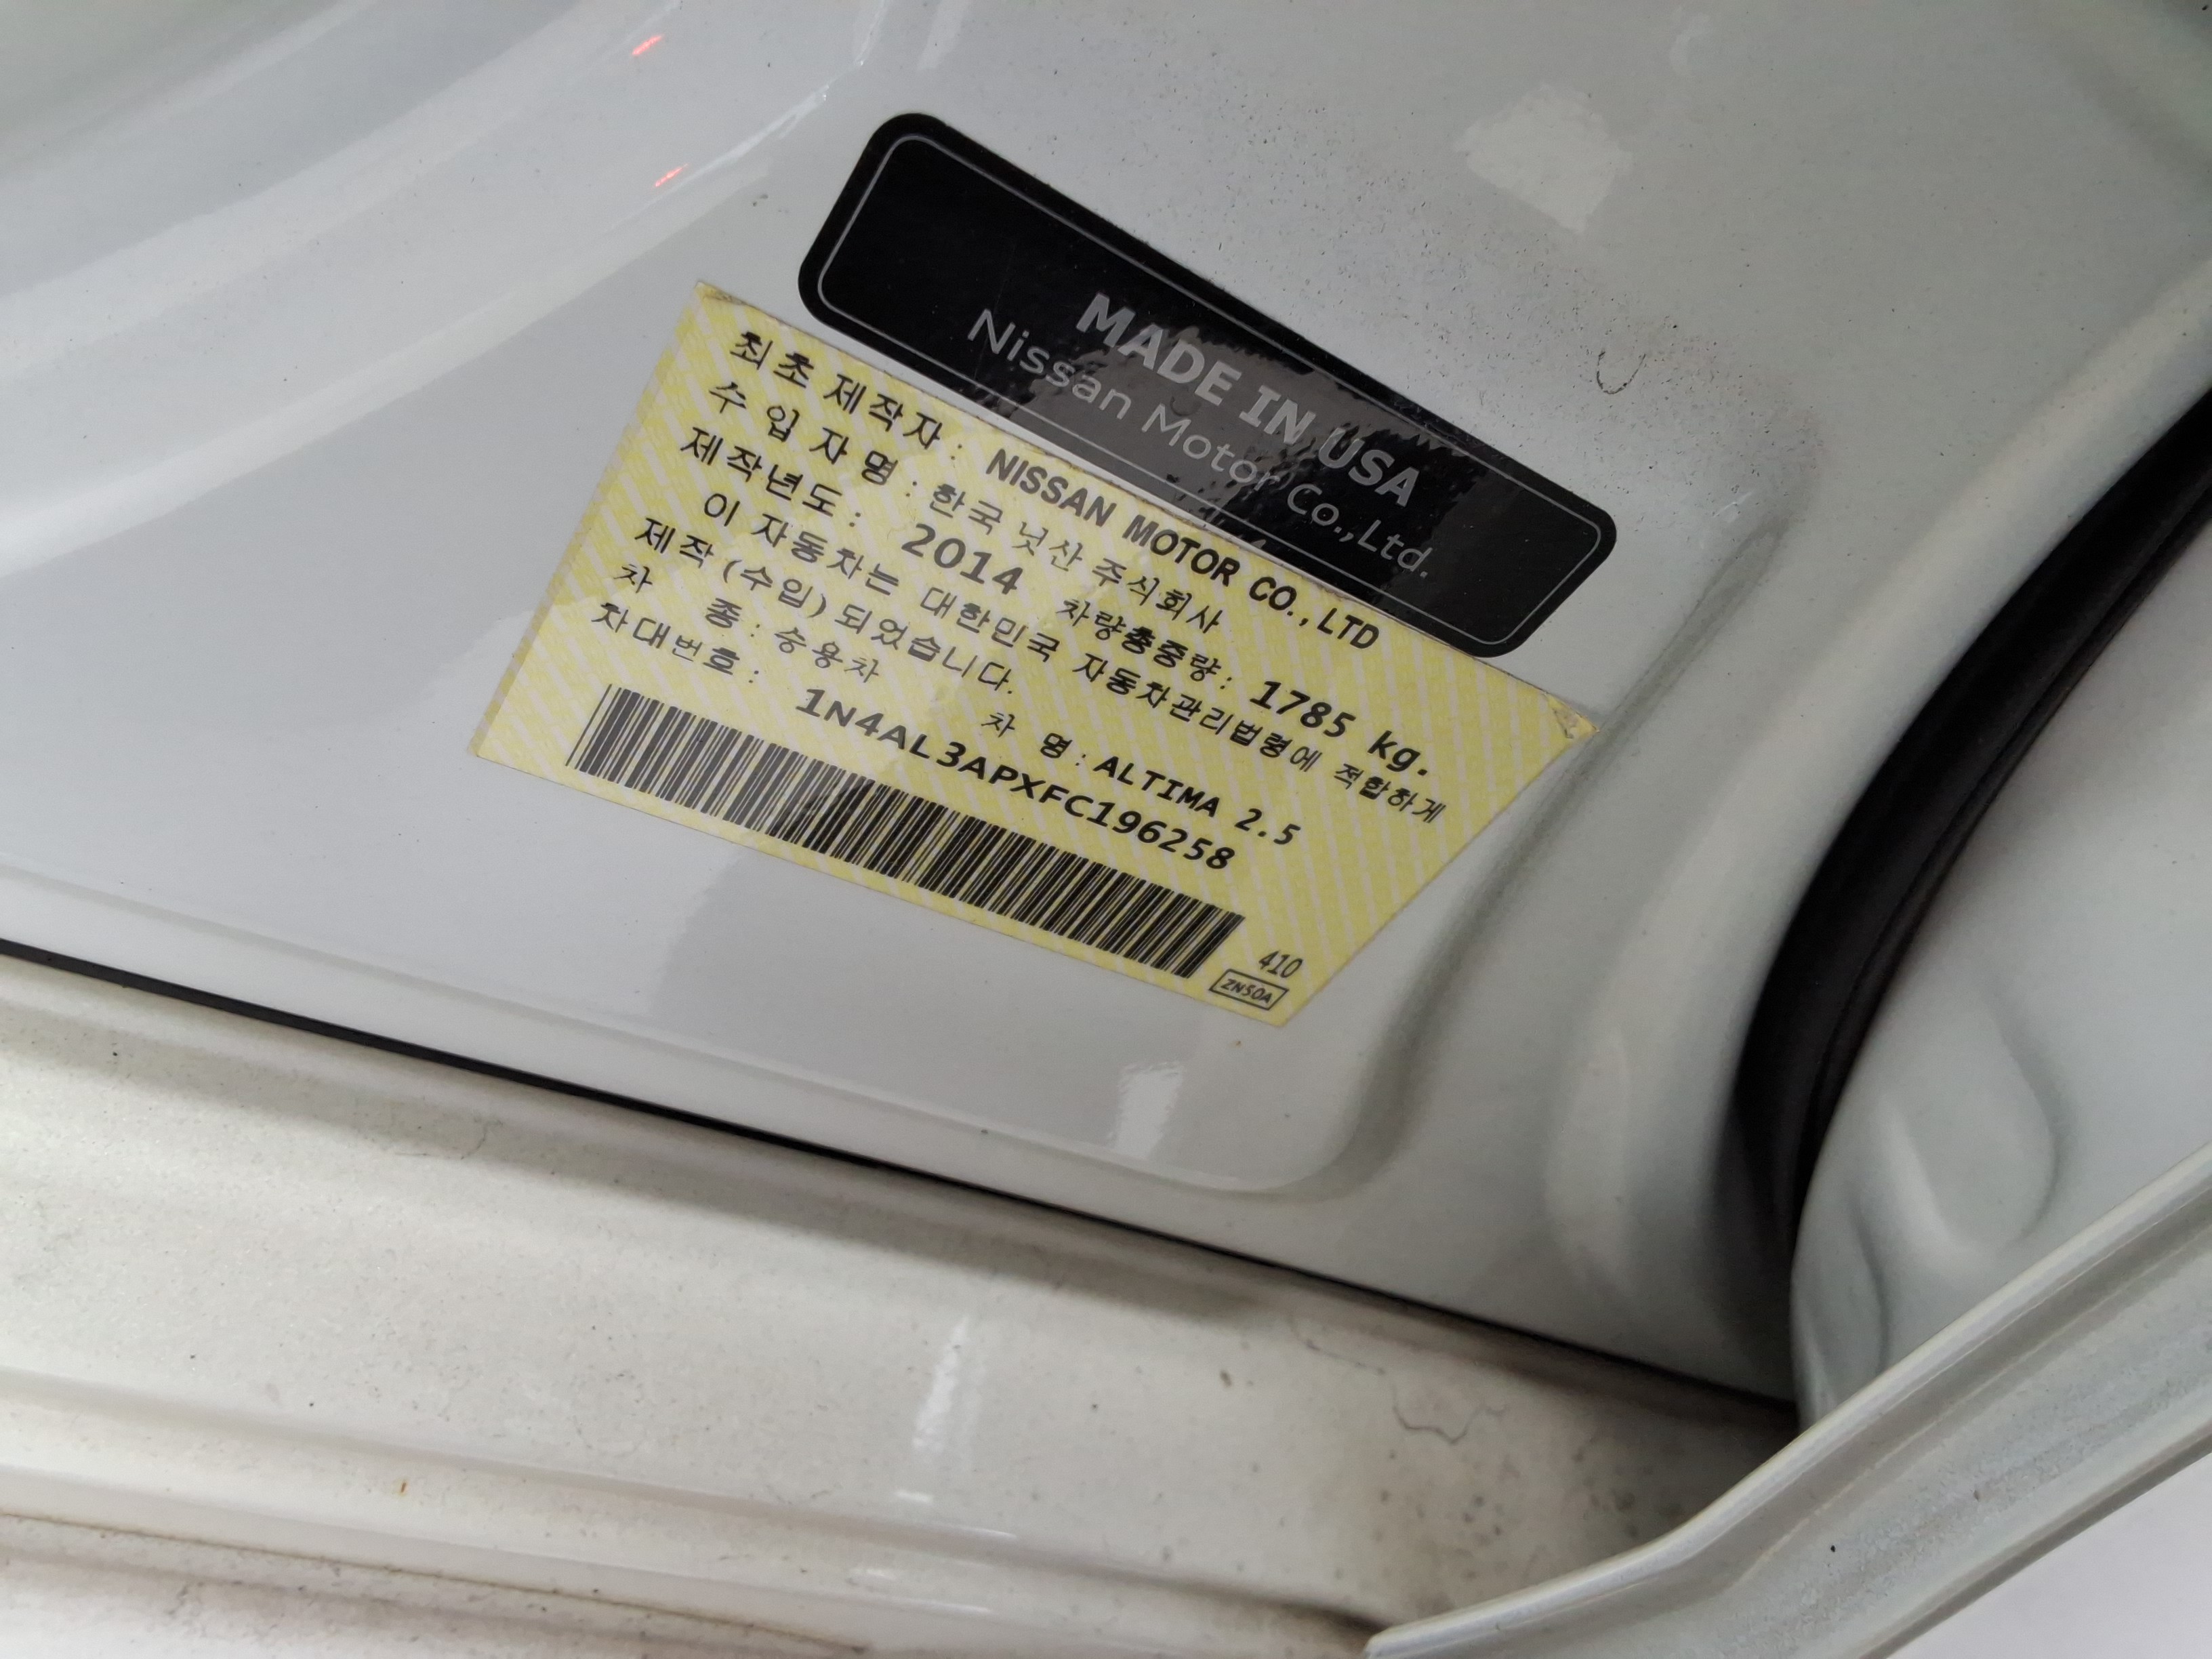 MADE IN USA
Nissan Motor Co.,Ltd.
최초 제작자 : NISSAN MOTOR CO.,LTD
수 입 자 명 : 한국 닛산 주식회사
제작년도: 2014 차량총중량: 1785 kg.
이 자동차는 대한민국 자동차관리법령에 적합하게
제작 (수입) 되었습니다.
차 종 : 승용차 차 명 : ALTIMA 2.5
차대번호 : 1N4AL3APXFC196258
410
ZN50A